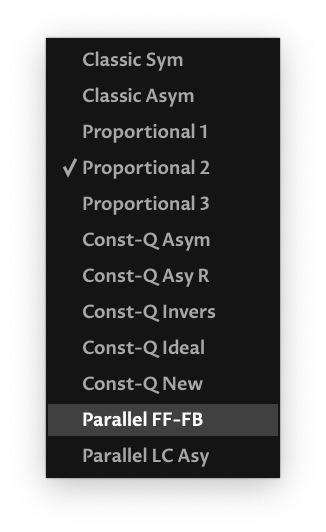 Classic Sym
Classic Asym
Proportional 1
✓ Proportional 2
Proportional 3
Const-Q Asym
Const-Q Asy R
Const-Q Invers
Const-Q Ideal
Const-Q New
Parallel FF-FB
Parallel LC Asy